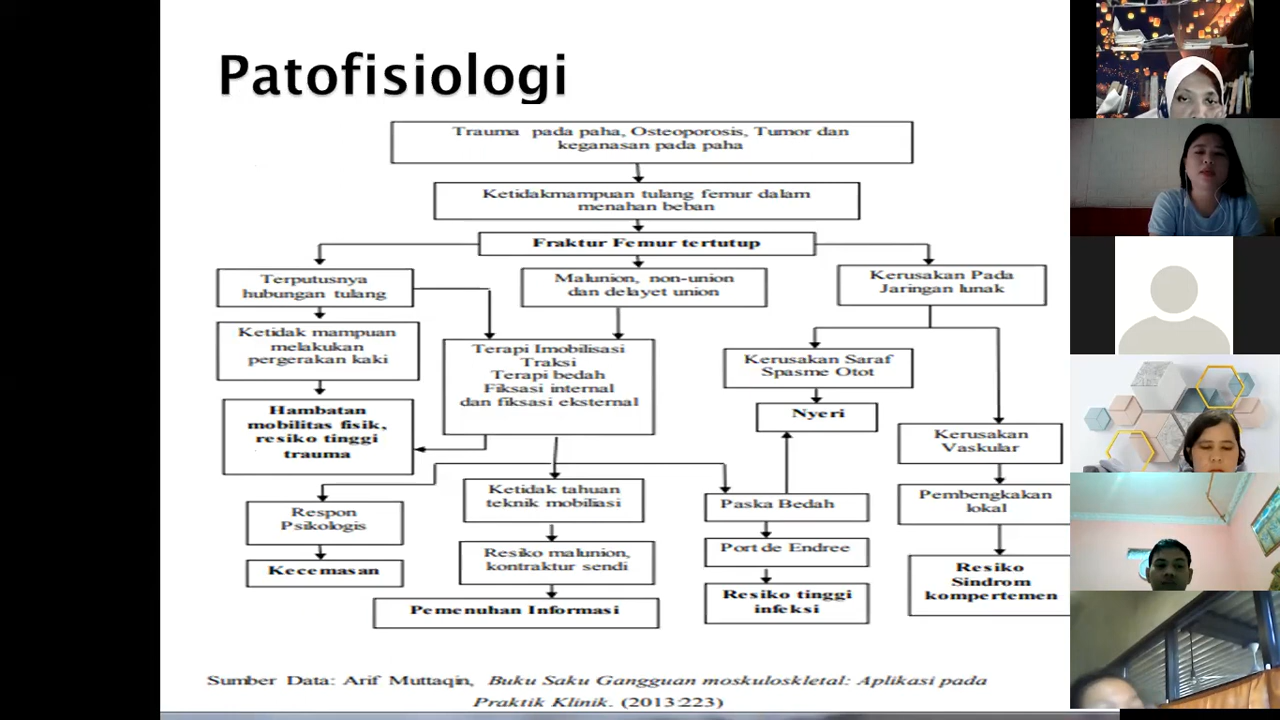 Patofisiologi
Trauma pada paha, Osteoporosis, Tumor dan
keganasan pada paha
Ketidakmampuan tulang femur dalam
menahan beban
Fraktur Femur tertutup
Terputusnya
hubungan tulang
Malunion, non-union
dan delayet union
Kerusakan Pada
Jaringan lunak
Ketidak mampuan
melakukan
pergerakan kaki
Terapi Imobilisasi
Traksi
Terapi bedah
Fiksasi internal
dan fiksasi eksternal
Kerusakan Saraf
Spasme Otot
Hambatan
mobilitas fisik,
resiko tinggi
trauma
Nyeri
Kerusakan
Vaskular
Respon
Psikologis
Ketidak tahuan
teknik mobiliasi
Paska Bedah
Pembengkakan
lokal
Kecemasan
Resiko malunion,
kontraktur sendi
Port de Endree
Resiko
Sindrom
kompertemen
Pemenuhan Informasi
Resiko tinggi
infeksi
Sumber Data: Arif Muttaqin, Buku Saku Gangguan moskuloskletal: Aplikasi pada
Praktik Klinik. (2013:223)